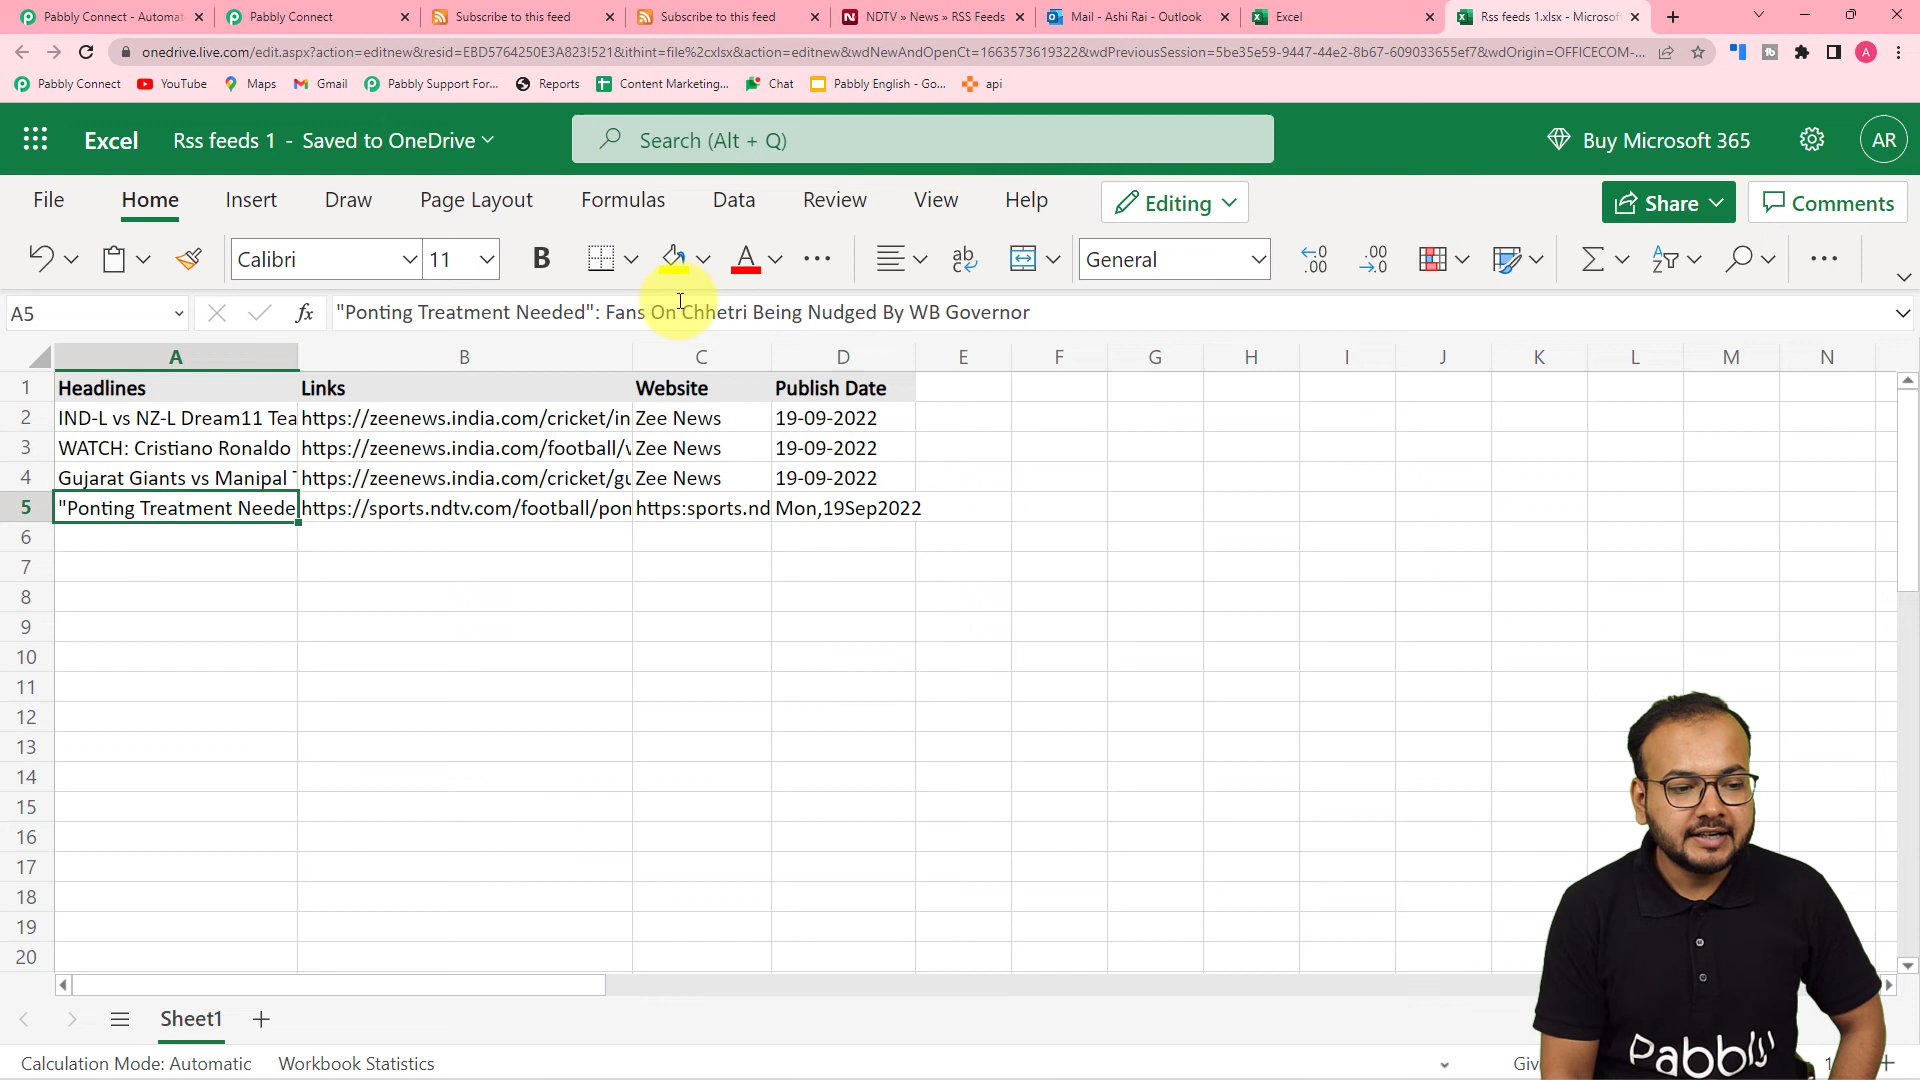 Pabbly Connect - Automat
Pabbly Connect
Subscribe to this feed
Subscribe to this feed
NDTV » News » RSS Feeds
Mail - Ashi Rai - Outlook
Excel
Rss feeds 1.xlsx - Microsof
onedrive.live.com/edit.aspx?action=editnew&resid=EBD5764250E3A823!521&ithint=file%2cxlsx&action=editnew&wdNewAndOpenCt=1663573619322&wdPreviousSession=5be35e59-9447-44e2-8b67-609033655ef7&wdOrigin=OFFICECOM-...
A
Pabbly Connect
YouTube
Maps
Gmail
Pabbly Support For...
Reports
Content Marketing...
Chat
Pabbly English - Go...
api
Excel
Rss feeds 1 - Saved to OneDrive
Search (Alt + Q)
Buy Microsoft 365
AR
File
Home
Insert
Draw
Page Layout
Formulas
Data
Review
View
Help
Editing
Share
Comments
Calibri
11
B
A
ab
General
A5
fx
"Ponting Treatment Needed": Fans On Chhetri Being Nudged By WB Governor
A B C D E F G H I J K L M N
1 Headlines Links Website Publish Date
2 IND-L vs NZ-L Dream11 Tea https://zeenews.india.com/cricket/in Zee News 19-09-2022
3 WATCH: Cristiano Ronaldo https://zeenews.india.com/football/v Zee News 19-09-2022
4 Gujarat Giants vs Manipal https://zeenews.india.com/cricket/gu Zee News 19-09-2022
5 "Ponting Treatment Neede https://sports.ndtv.com/football/pon https:sports.nd Mon,19Sep2022
6
7
8
9
10
11
12
13
14
15
16
17
18
19
20
Sheet1
Calculation Mode: Automatic
Workbook Statistics
Giv
Pabbly